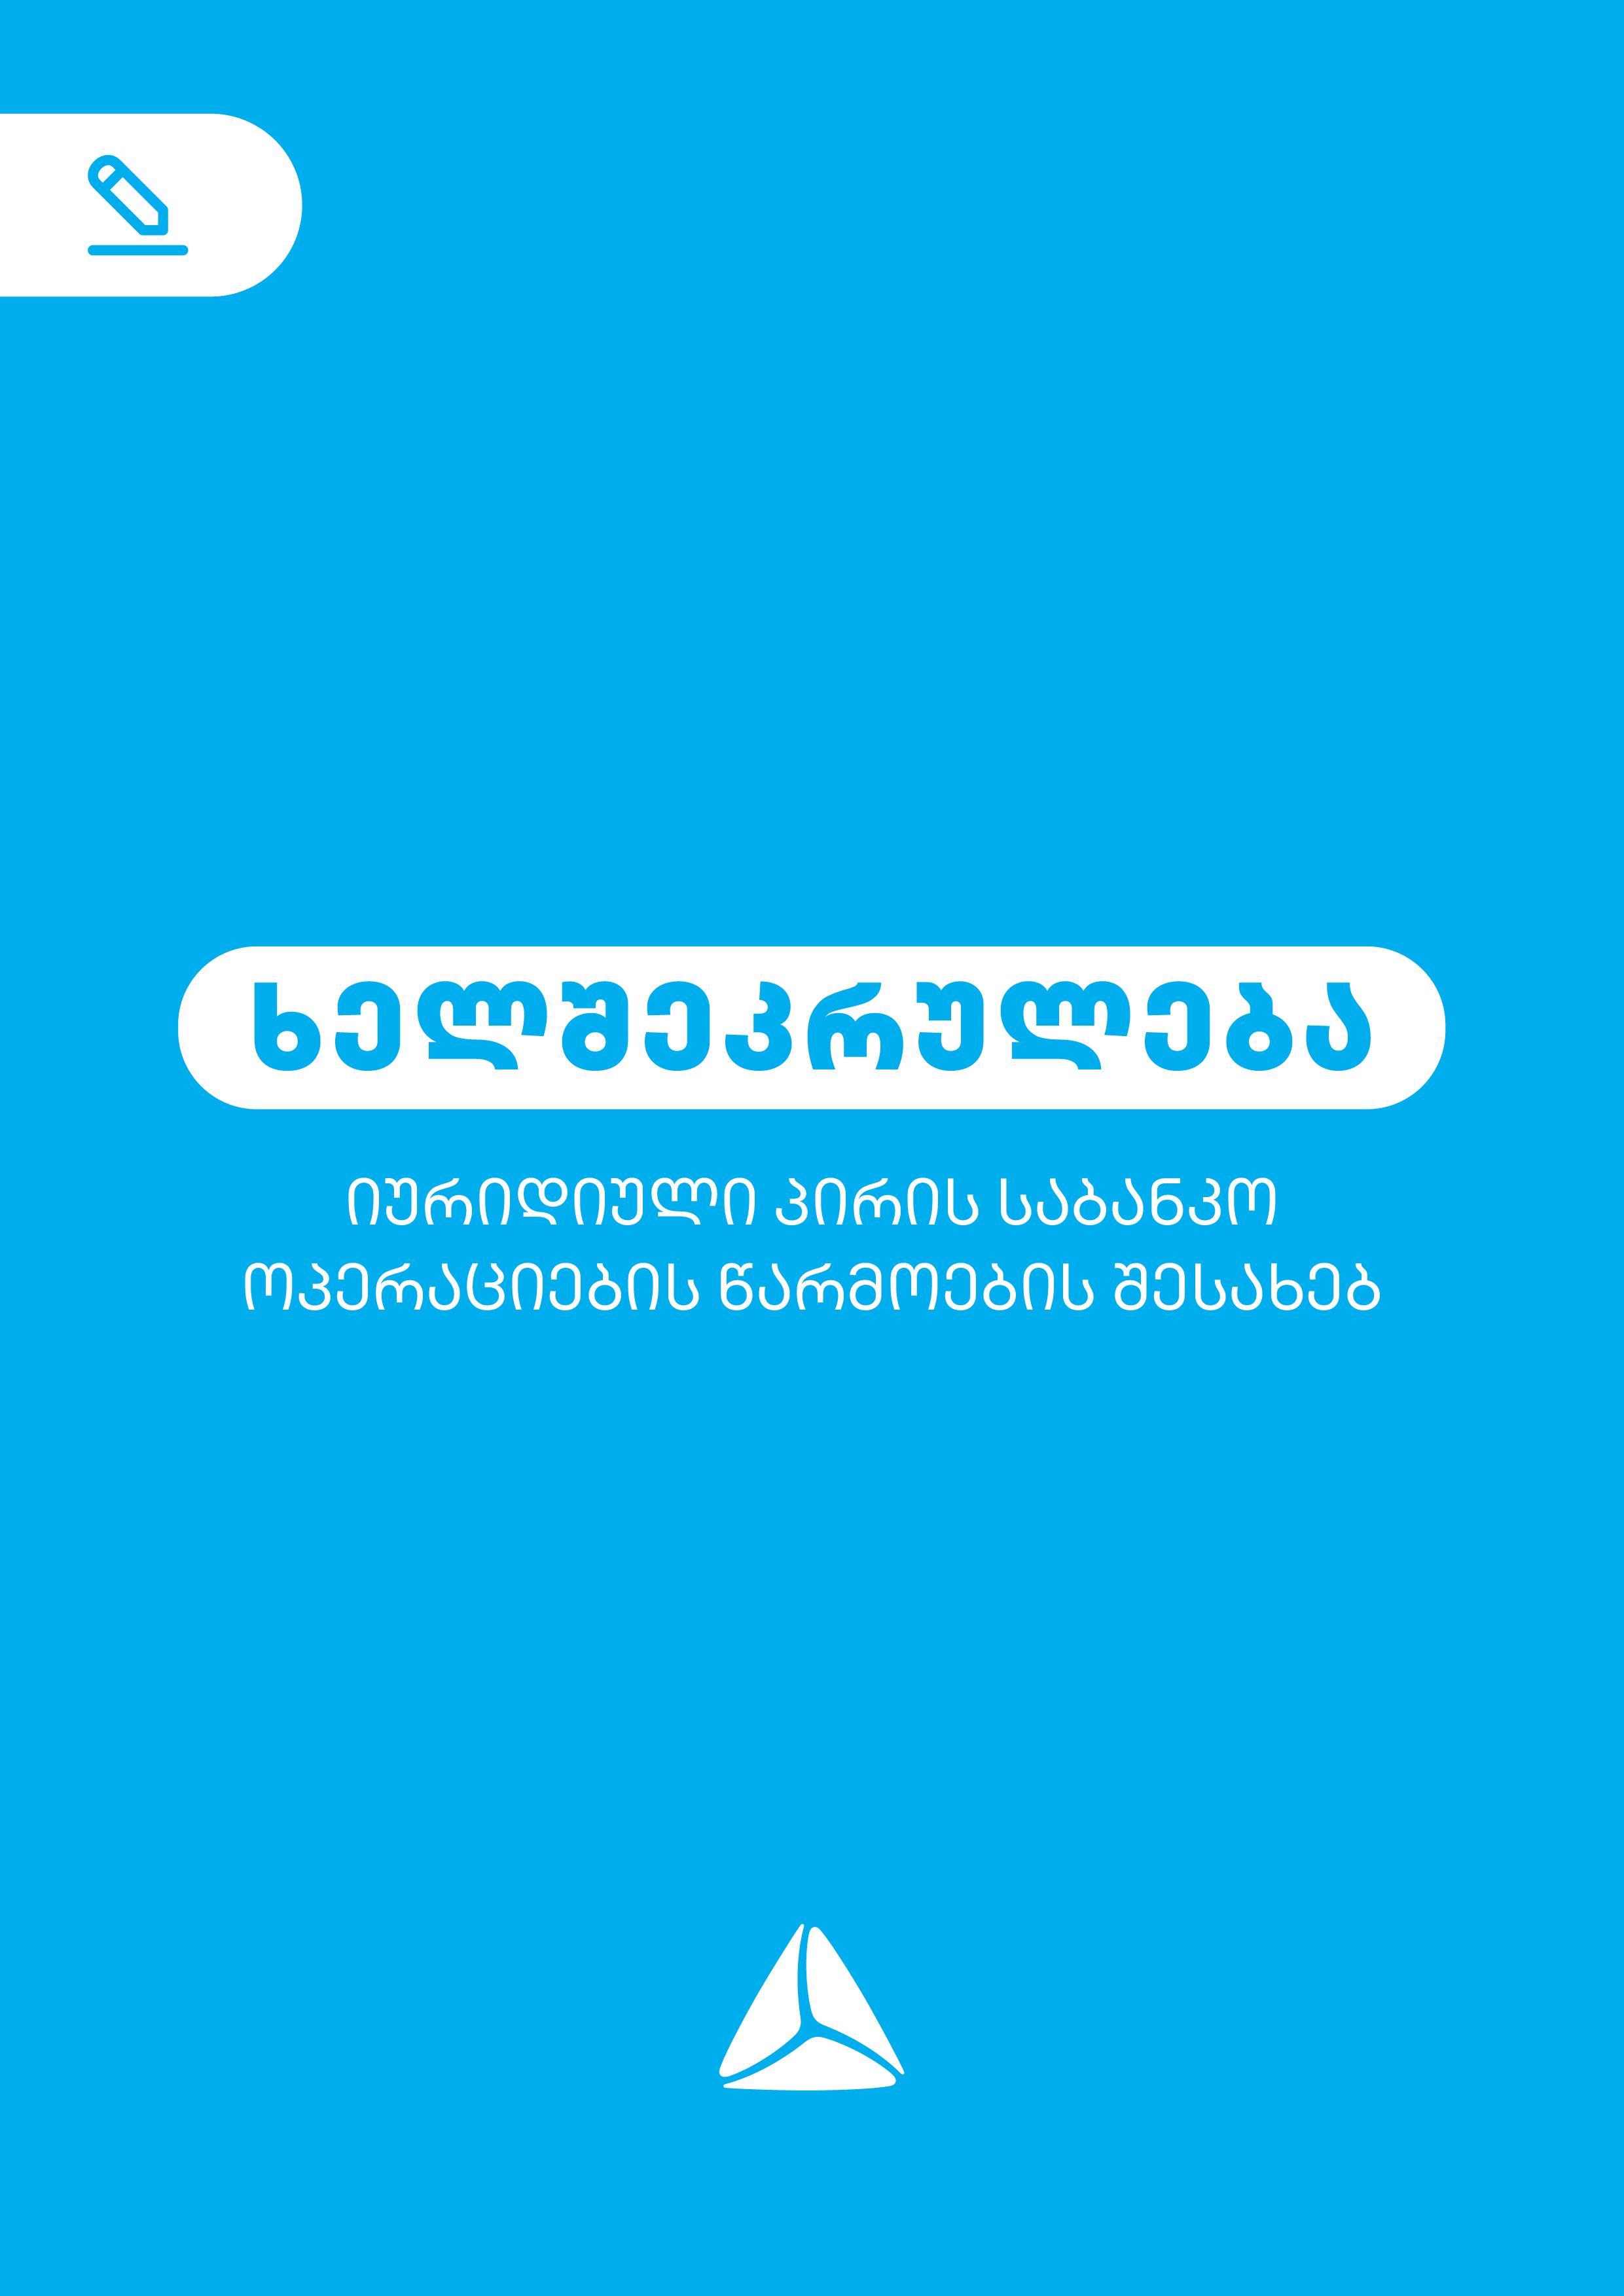 ხელშეკრულება
იურიდიული პირის საბანკო
ოპერაციების წარმოების შესახებ